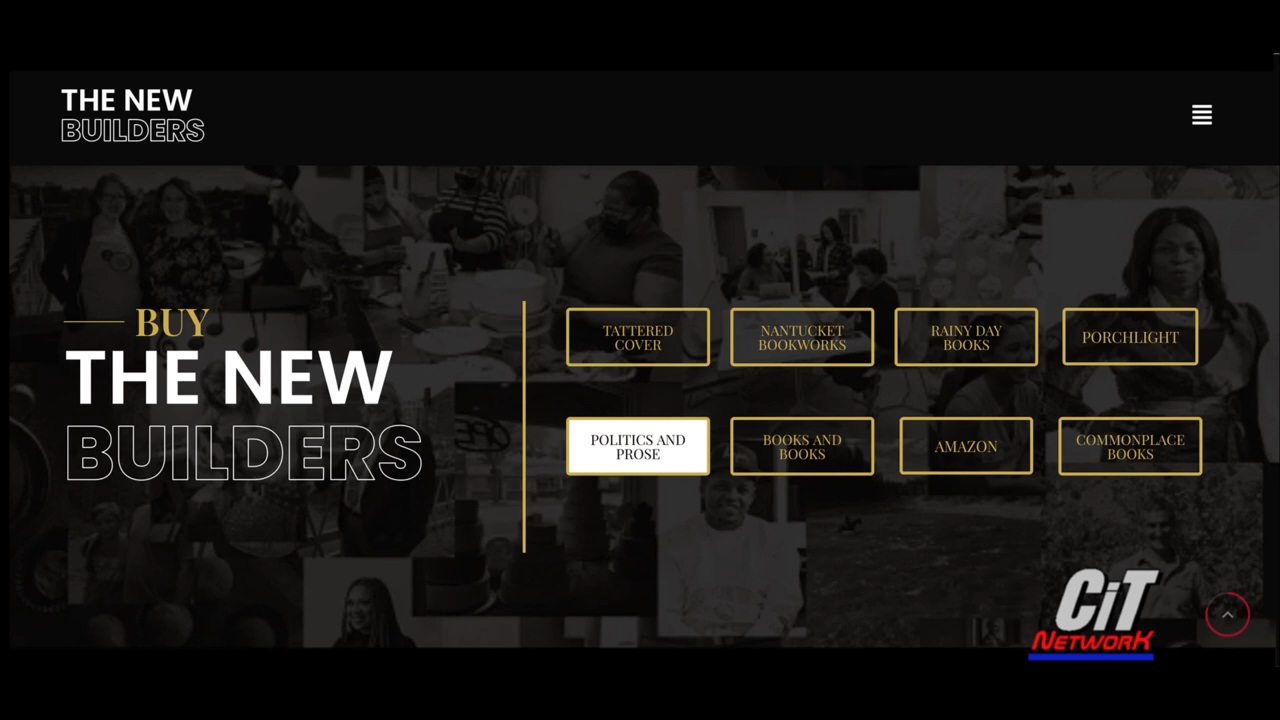 THE NEW
BUILDERS
BUY
THE NEW
BUILDERS
TATTERED
COVER
NANTUCKET
BOOKWORKS
RAINY DAY
BOOKS
PORCHLIGHT
POLITICS AND
PROSE
BOOKS AND
BOOKS
AMAZON
COMMONPLACE
BOOKS
CiT
NETWORK